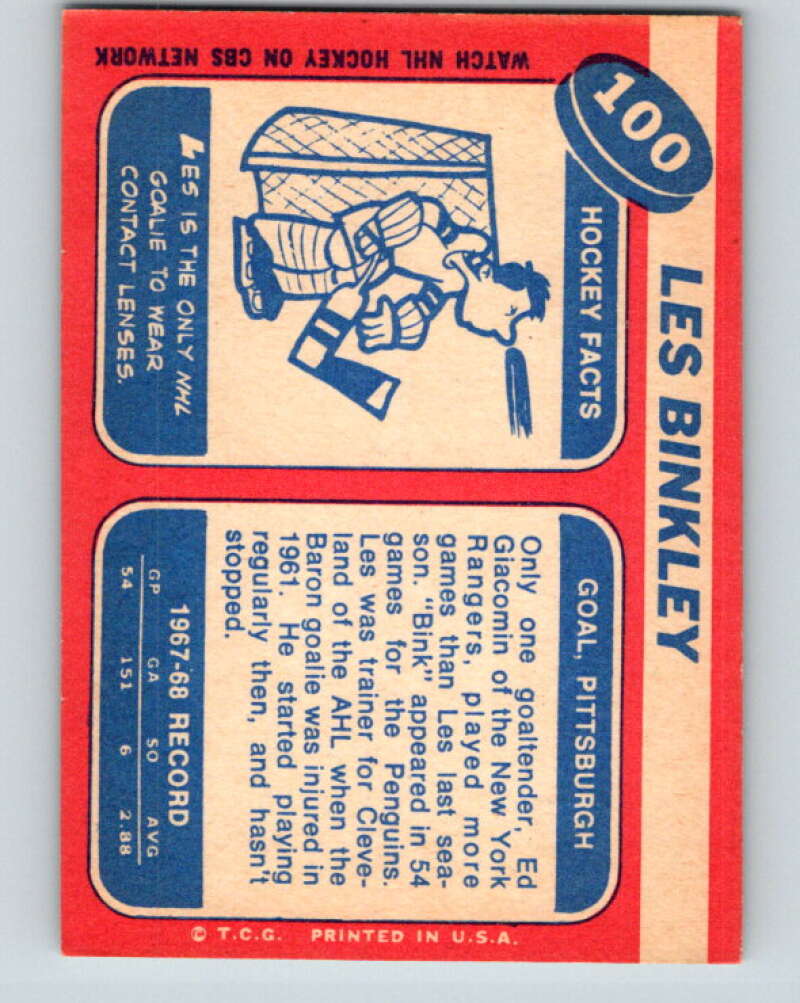 100
LES BINKLEY
HOCKEY FACTS
LES IS THE ONLY NHL
GOALIE TO WEAR
CONTACT LENSES.
GOAL, PITTSBURGH
Only one goaltender, Ed
Giacomin of the New York
Rangers, played more
games than Les last sea-
son. "Bink" appeared in 54
games for the Penguins.
Les was trainer for Cleve-
land of the AHL when the
Baron goalie was injured in
1961. He started playing
regularly then, and hasn't
stopped.
1967-68 RECORD
GP GA SO AVG
54 151 6 2.88
WATCH NHL HOCKEY ON CBS NETWORK
© T.C.G. PRINTED IN U.S.A.